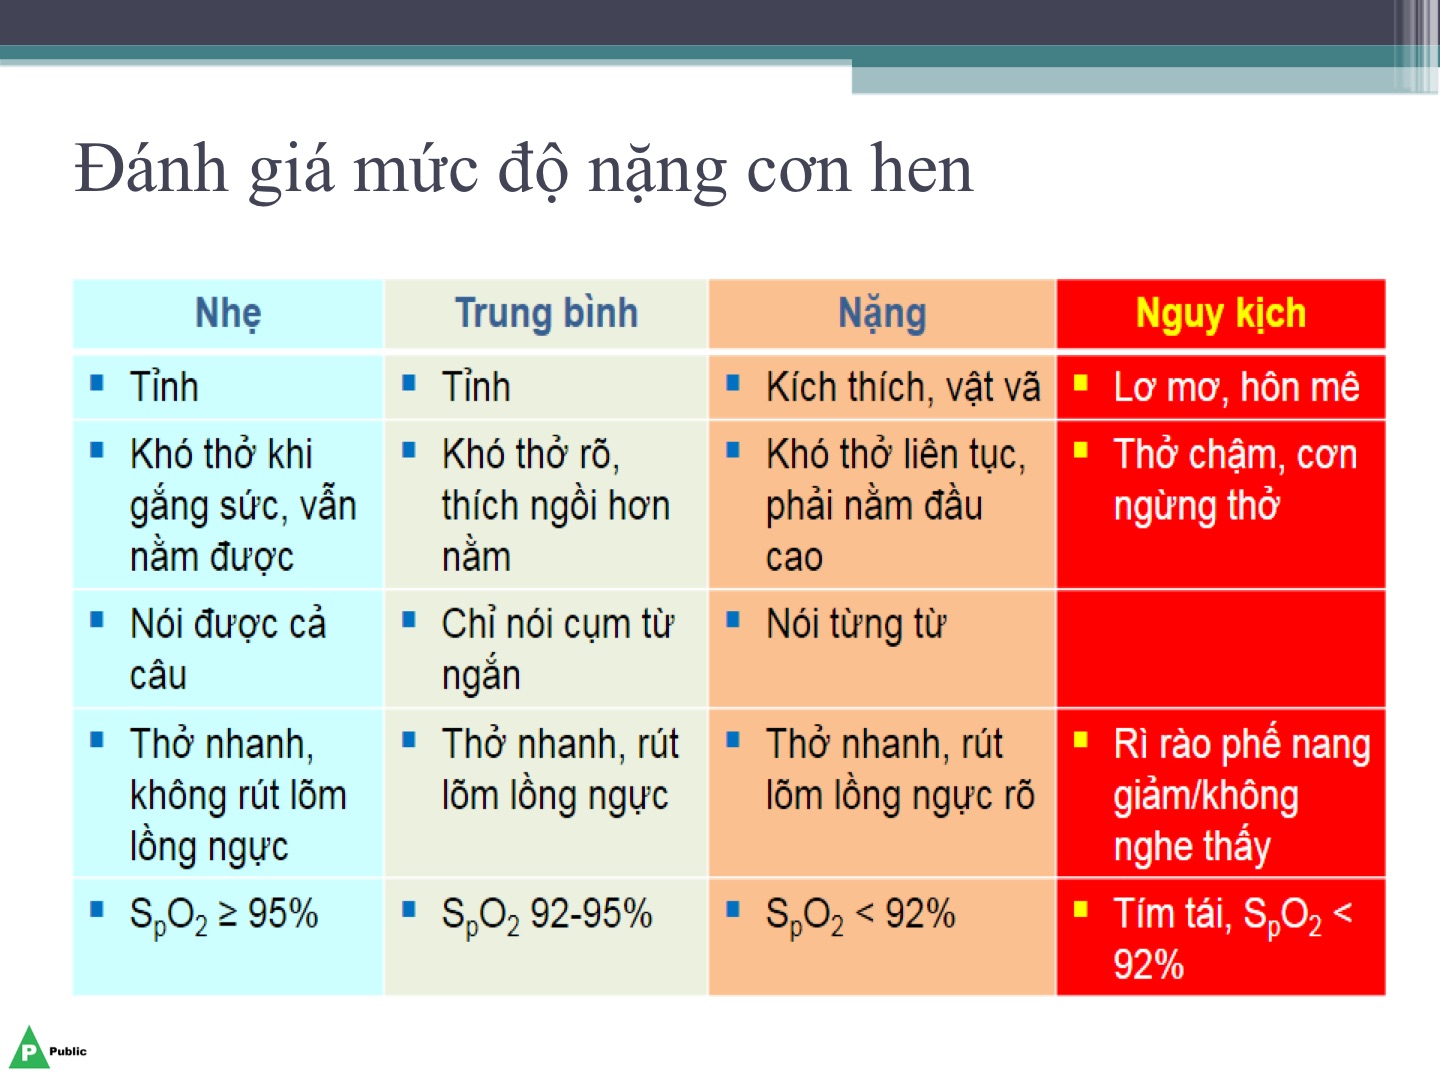 Đánh giá mức độ nặng cơn hen
Nhẹ
Trung bình
Nặng
Nguy kịch
Tỉnh
Tỉnh
Kích thích, vật vã
Lơ mơ, hôn mê
Khó thở khi
gắng sức, vẫn
nằm được
Khó thở rõ,
thích ngồi hơn
nằm
Khó thở liên tục,
phải nằm đầu
cao
Thở chậm, cơn
ngừng thở
Nói được cả
câu
Chỉ nói cụm từ
ngắn
Nói từng từ
Thở nhanh,
không rút lõm
lồng ngực
Thở nhanh, rút
lõm lồng ngực
Thở nhanh, rút
lõm lồng ngực rõ
Rì rào phế nang
giảm/không
nghe thấy
SpO2 ≥ 95%
SpO2 92-95%
SpO2 < 92%
Tím tái, SpO2 <
92%
P Public